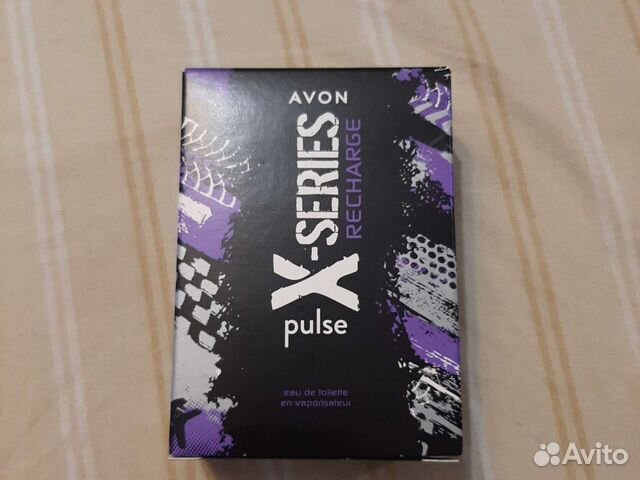 AVON
X-SERIES
RECHARGE
pulse
eau de toilette
en vaporisateur
Avito